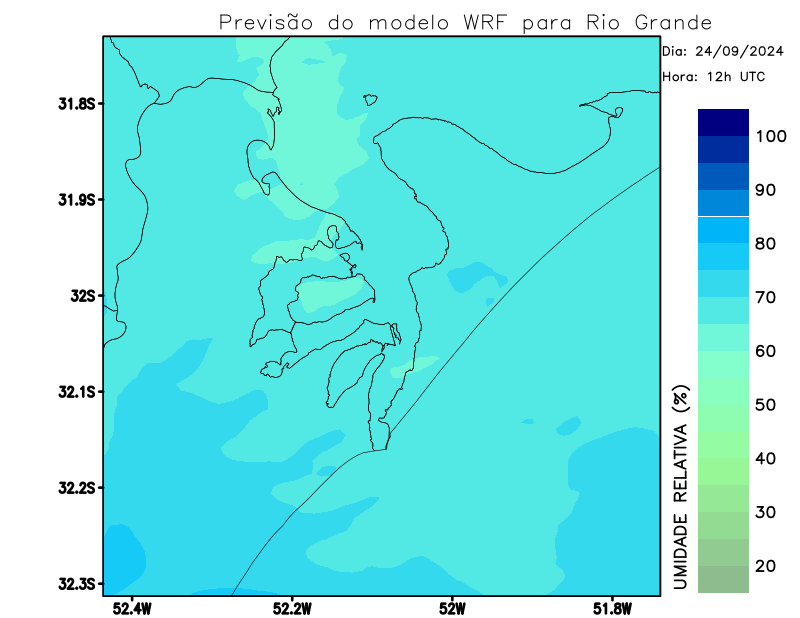 Previsão do modelo WRF para Rio Grande
Dia: 24/09/2024
Hora: 12h UTC
31.8S
31.9S
32S
32.1S
32.2S
32.3S
52.4W
52.2W
52W
51.8W
100
90
80
70
60
50
40
30
20
UMIDADE RELATIVA (%)